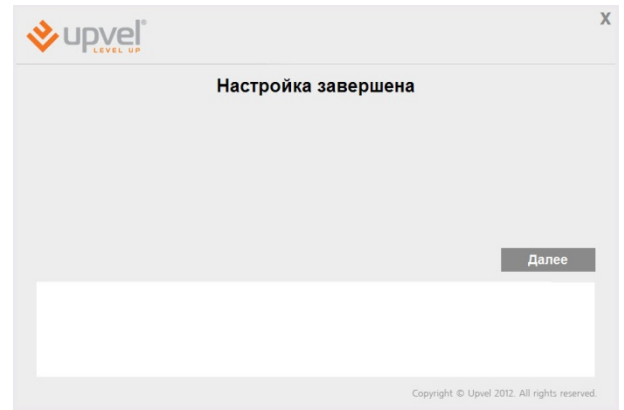 X
upvel®
LEVEL UP
Настройка завершена
Далее
Copyright © Upvel 2012. All rights reserved.